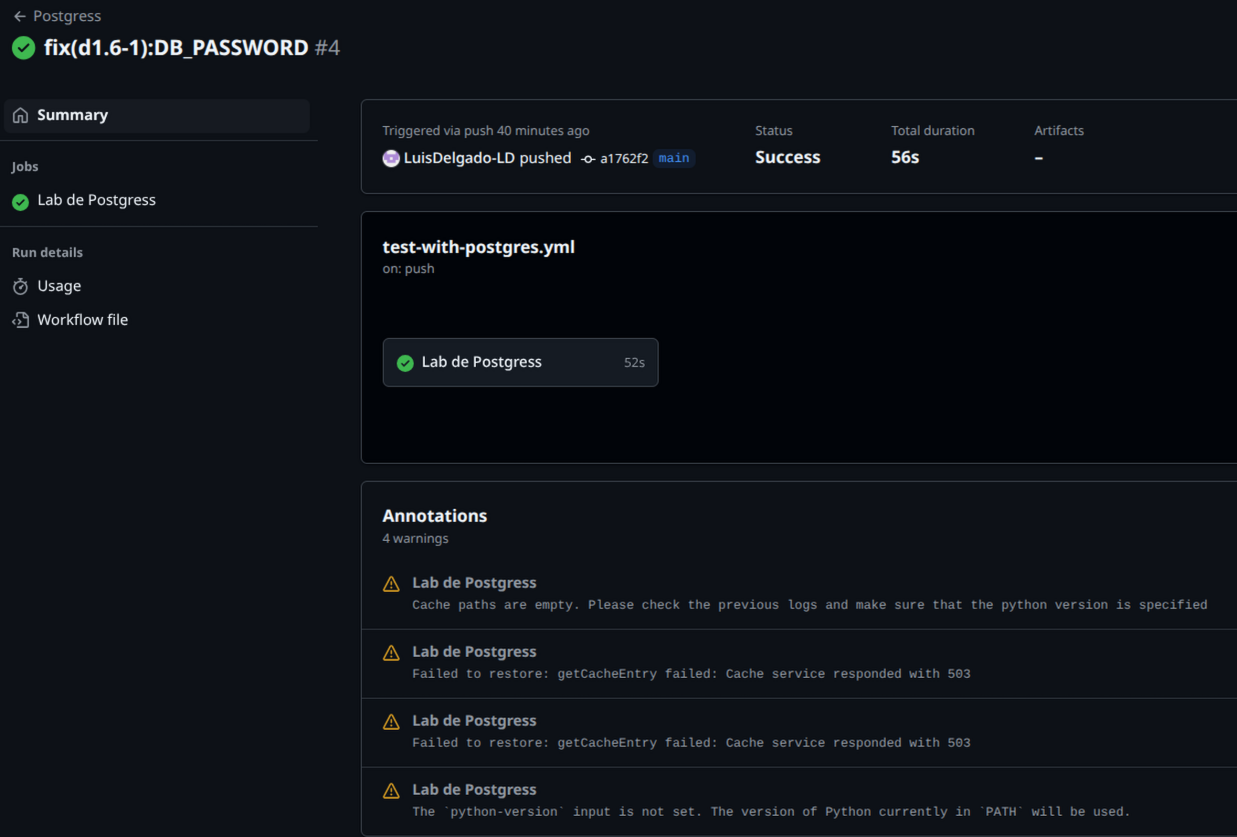 Postgress
fix(d1.6-1):DB_PASSWORD #4
Summary
Jobs
Lab de Postgress
Run details
Usage
Workflow file
Triggered via push 40 minutes ago
LuisDelgado-LD pushed a1762f2 main
Status
Success
Total duration
56s
Artifacts
–
test-with-postgres.yml
on: push
Lab de Postgress 52s
Annotations
4 warnings
Lab de Postgress
Cache paths are empty. Please check the previous logs and make sure that the python version is specified
Lab de Postgress
Failed to restore: getCacheEntry failed: Cache service responded with 503
Lab de Postgress
Failed to restore: getCacheEntry failed: Cache service responded with 503
Lab de Postgress
The `python-version` input is not set. The version of Python currently in `PATH` will be used.